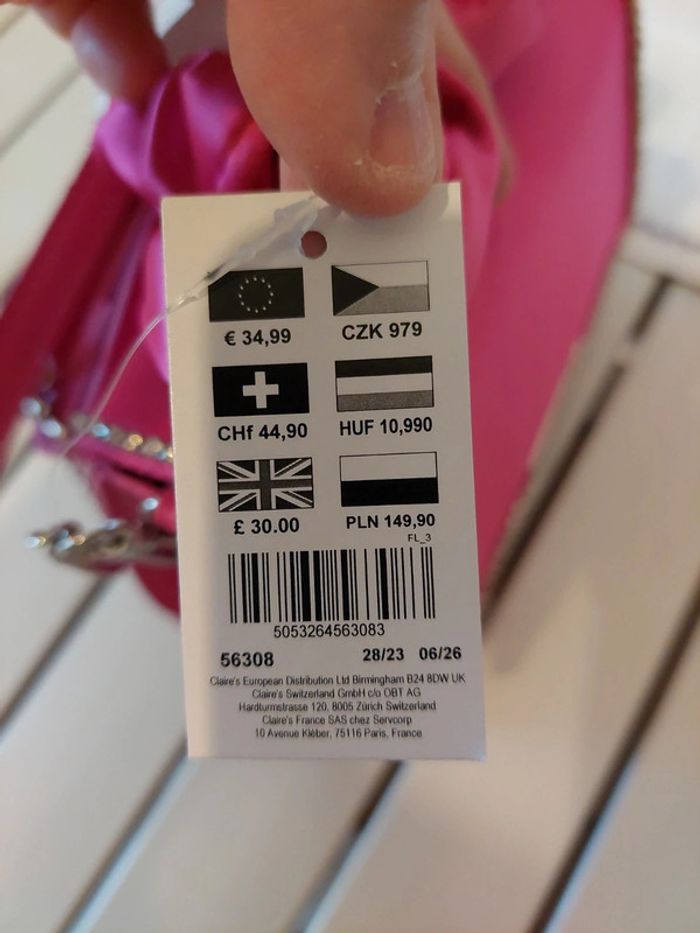 € 34,99 CZK 979
CHf 44,90 HUF 10,990
£ 30.00 PLN 149,90
FL_3
5053264563083
56308 28/23 06/26
Claire's European Distribution Ltd Birmingham B24 8DW UK
Claire's Switzerland GmbH c/o OBT AG
Hardturmstrasse 120, 8005 Zürich Switzerland
Claire's France SAS chez Servcorp
10 Avenue Kléber, 75116 Paris, France